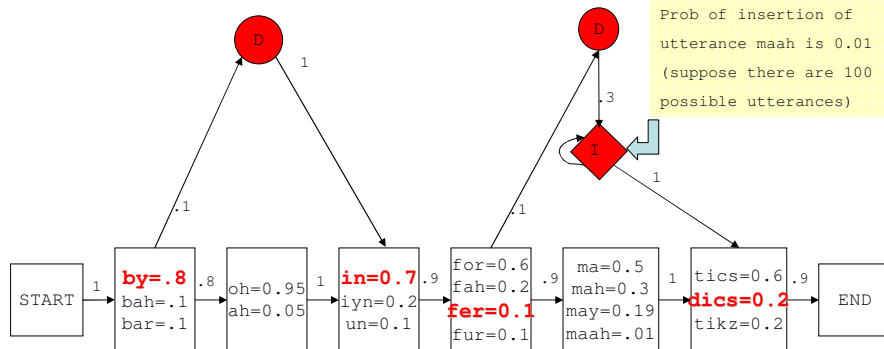 D
D
Prob of insertion of
utterance maah is 0.01
(suppose there are 100
possible utterances)
1
.3
I
1
.1
.1
START
1
by=.8
bah=.1
bar=.1
.8
oh=0.95
ah=0.05
1
in=0.7
iyn=0.2
un=0.1
.9
for=0.6
fah=0.2
fer=0.1
fur=0.1
.9
ma=0.5
mah=0.3
may=0.19
maah=.01
1
tics=0.6
dics=0.2
tikz=0.2
.9
END